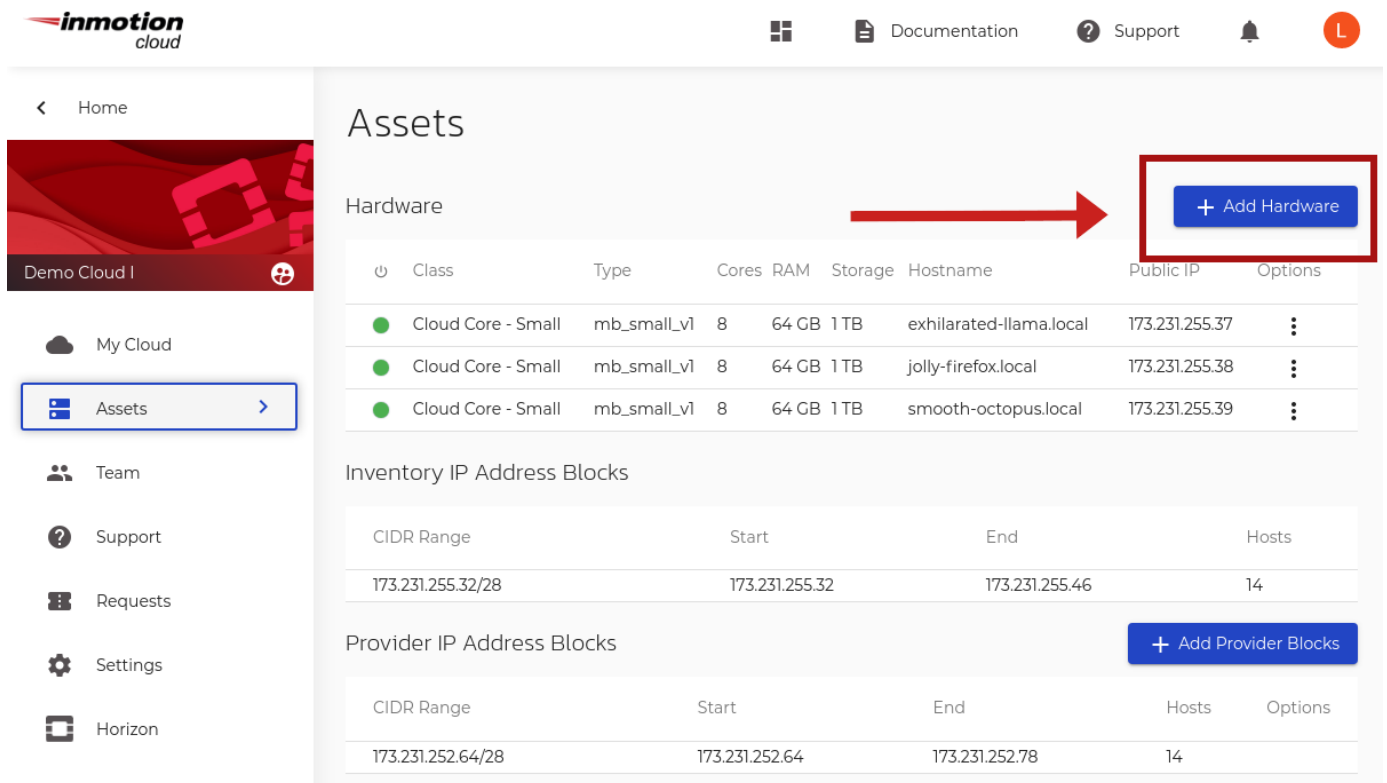 inmotion
cloud
Documentation
Support
L
Home
Assets
Hardware
+ Add Hardware
Demo Cloud I
Class Type Cores RAM Storage Hostname Public IP Options
Cloud Core - Small mb_small_v1 8 64 GB 1 TB exhilarated-llama.local 173.231.255.37
Cloud Core - Small mb_small_v1 8 64 GB 1 TB jolly-firefox.local 173.231.255.38
Cloud Core - Small mb_small_v1 8 64 GB 1 TB smooth-octopus.local 173.231.255.39
My Cloud
Assets
Team
Support
Requests
Settings
Horizon
Inventory IP Address Blocks
CIDR Range Start End Hosts
173.231.255.32/28 173.231.255.32 173.231.255.46 14
Provider IP Address Blocks
+ Add Provider Blocks
CIDR Range Start End Hosts Options
173.231.252.64/28 173.231.252.64 173.231.252.78 14